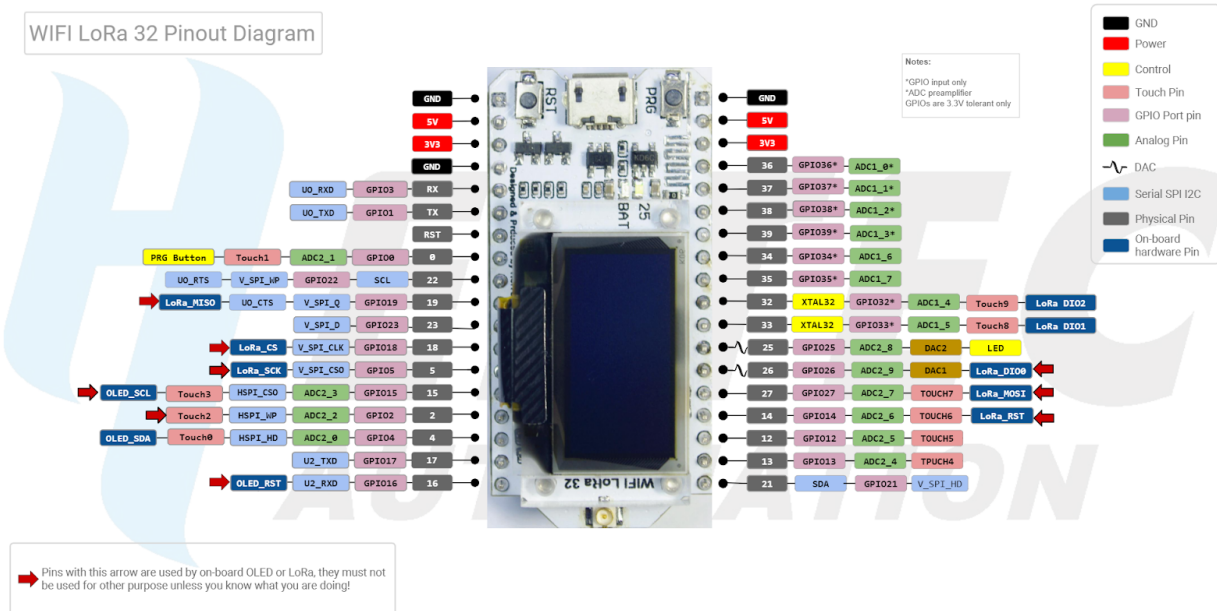 WIFI LoRa 32 Pinout Diagram
GND
Power
Control
Touch Pin
GPIO Port pin
Analog Pin
DAC
Serial SPI I2C
Physical Pin
On-board
hardware Pin
Notes:
*GPIO input only
*ADC preamplifier
GPIOs are 3.3V tolerant only
GND
5V
3V3
GND
U0_RXD GPIO3 RX
U0_TXD GPIO1 TX
RST
PRG Button Touch1 ADC2_1 GPIO0 0
U0_RTS V_SPI_WP GPIO22 SCL 22
LoRa_MISO U0_CTS V_SPI_Q GPIO19 19
V_SPI_D GPIO23 23
LoRa_CS V_SPI_CLK GPIO18 18
LoRa_SCK V_SPI_CSO GPIO5 5
OLED_SCL Touch3 HSPI_CSO ADC2_3 GPIO15 15
Touch2 HSPI_WP ADC2_2 GPIO2 2
OLED_SDA Touch0 HSPI_HD ADC2_0 GPIO4 4
U2_TXD GPIO17 17
OLED_RST U2_RXD GPIO16 16
RST
PRG
BAT
25
WIFI LoRa 32
GND
5V
3V3
36 GPIO36* ADC1_0*
37 GPIO37* ADC1_1*
38 GPIO38* ADC1_2*
39 GPIO39* ADC1_3*
34 GPIO34* ADC1_6
35 GPIO35* ADC1_7
32 XTAL32 GPIO32* ADC1_4 Touch9 LoRa DIO2
33 XTAL32 GPIO33* ADC1_5 Touch8 LoRa DIO1
25 GPIO25 ADC2_8 DAC2 LED
26 GPIO26 ADC2_9 DAC1 LoRa_DIO0
27 GPIO27 ADC2_7 TOUCH7 LoRa_MOSI
14 GPIO14 ADC2_6 TOUCH6 LoRa_RST
12 GPIO12 ADC2_5 TOUCH5
13 GPIO13 ADC2_4 TPUCH4
21 SDA GPIO21 V_SPI_HD
Pins with this arrow are used by on-board OLED or LoRa, they must not
be used for other purpose unless you know what you are doing!